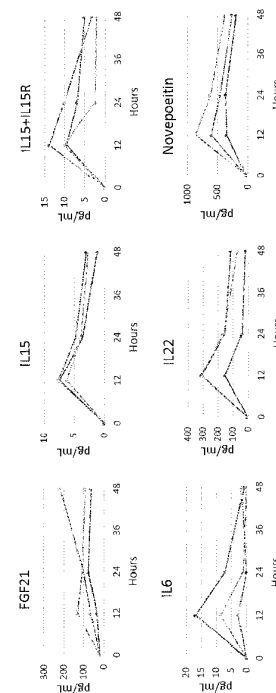 FGF21
pg/mL
300
200
100
0
0 12 24 36 48
Hours
IL15
pg/mL
10
5
0
0 12 24 36 48
Hours
IL15+IL15R
pg/mL
15
10
5
0
0 12 24 36 48
Hours
IL6
pg/mL
20
15
10
5
0
0 12 24 36 48
Hours
IL22
pg/mL
400
300
200
100
0
0 12 24 36 48
Hours
Novepoeitin
pg/mL
1000
500
0
0 12 24 36 48
Hours